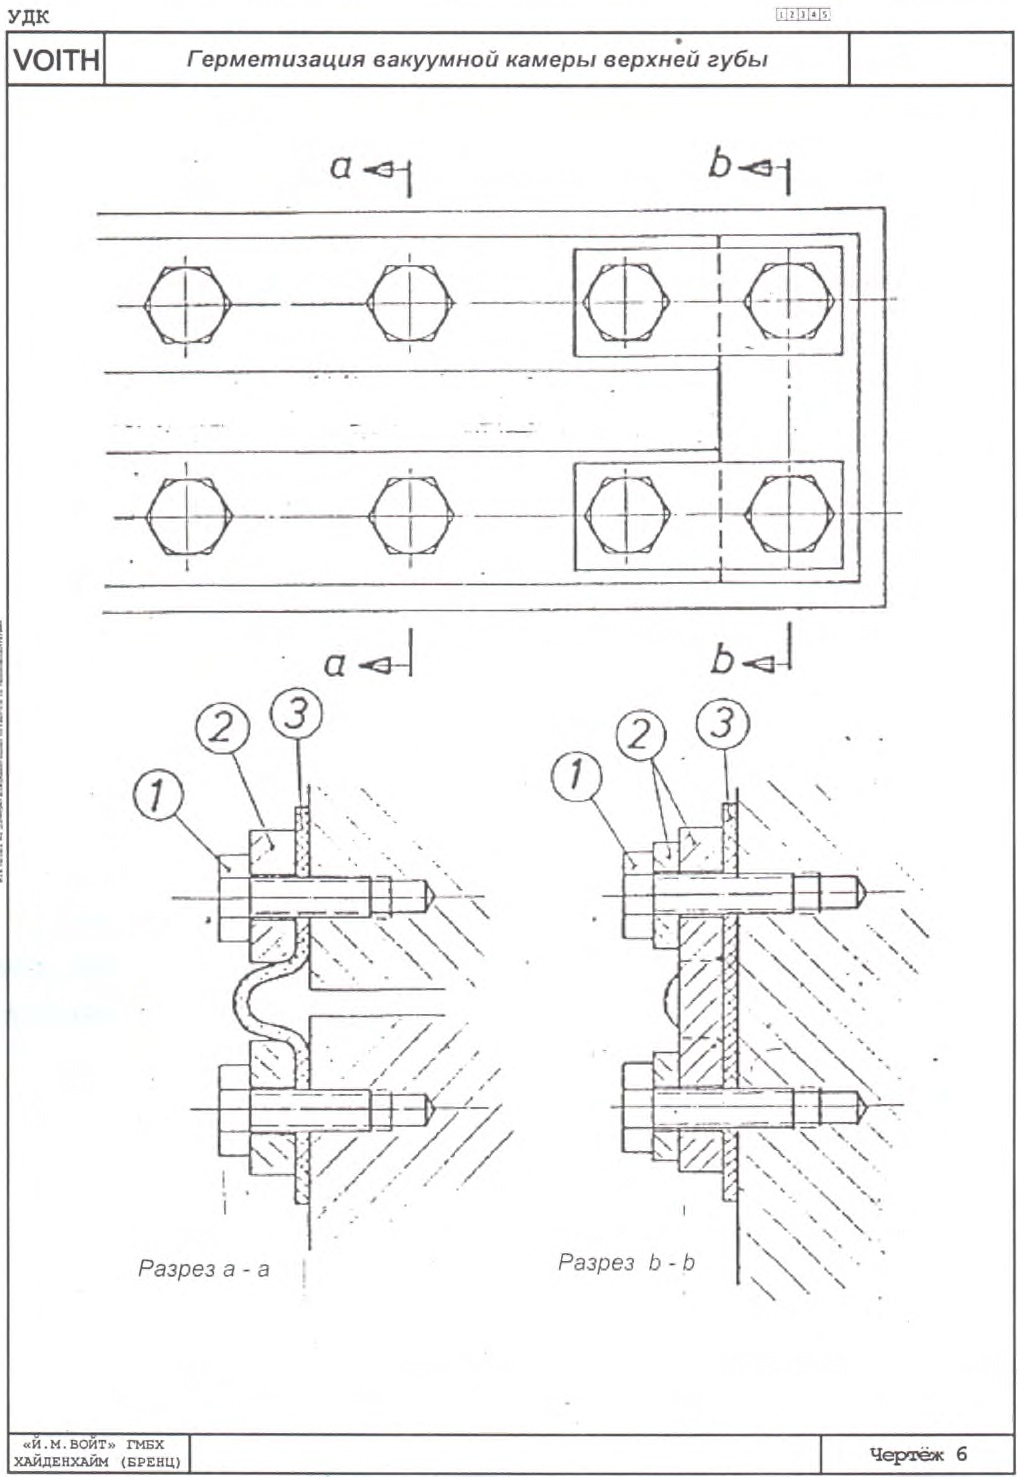 УДК
1 2 3 4 5
VOITH
Герметизация вакуумной камеры верхней губы
a b
a b
1 2 3
1 2 3
Разрез a - a
Разрез b - b
«Й.М.ВОЙТ» ГМБХ
ХАЙДЕНХАЙМ (БРЕНЦ)
Чертёж 6